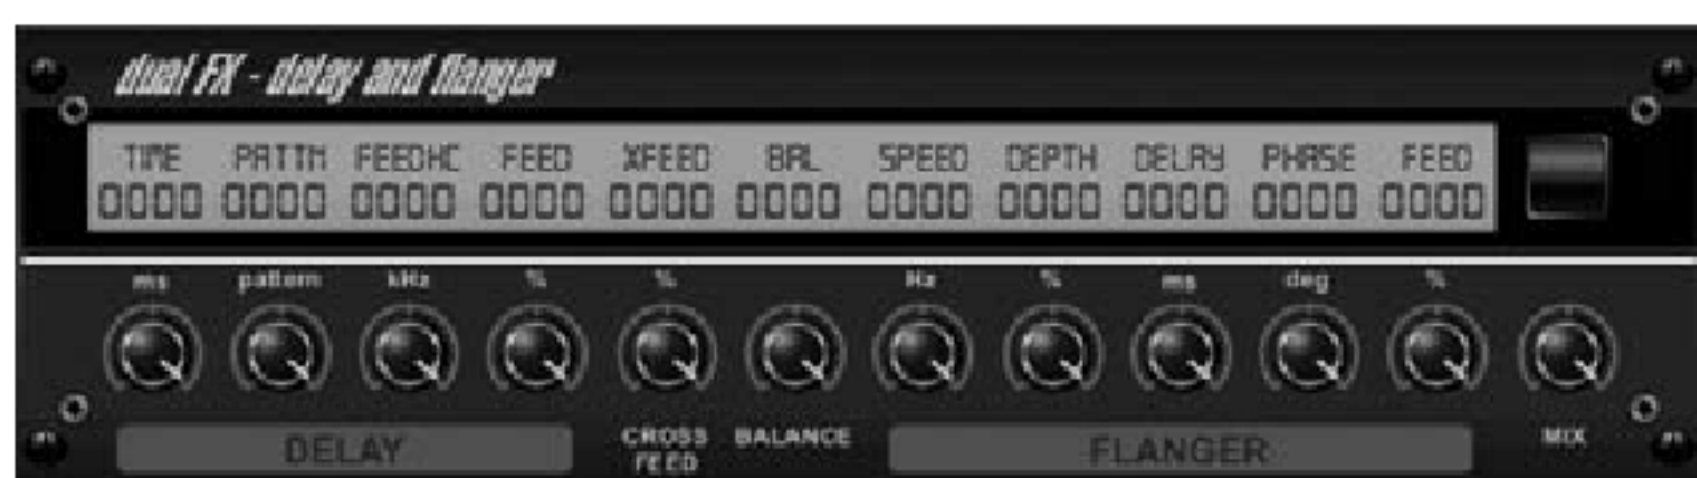 dual FX - delay and flanger
TIME PATTN FEEDHC FEED XFEED BAL SPEED DEPTH DELAY PHASE FEED
0000 0000 0000 0000 0000 0000 0000 0000 0000 0000 0000
ms pattern kHz % % Hz % ms deg %
DELAY CROSS FEED BALANCE FLANGER MIX